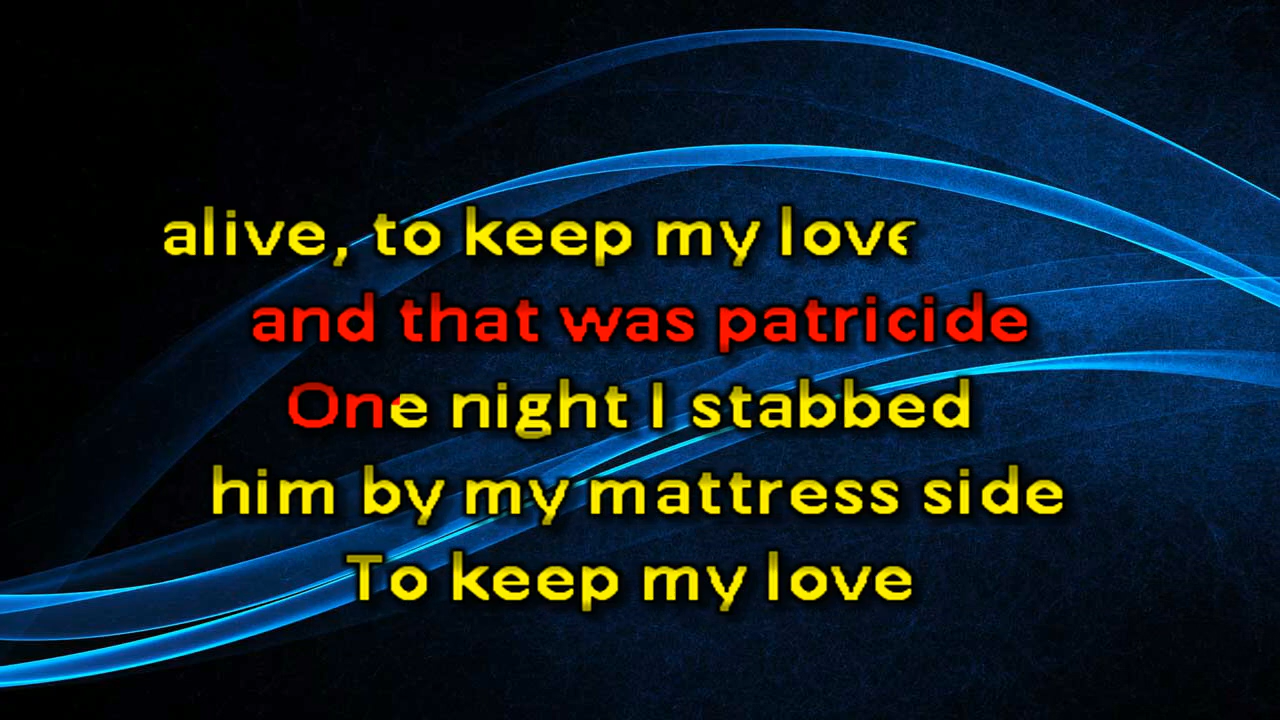 alive, to keep my love
and that was patricide
One night I stabbed
him by my mattress side
To keep my love